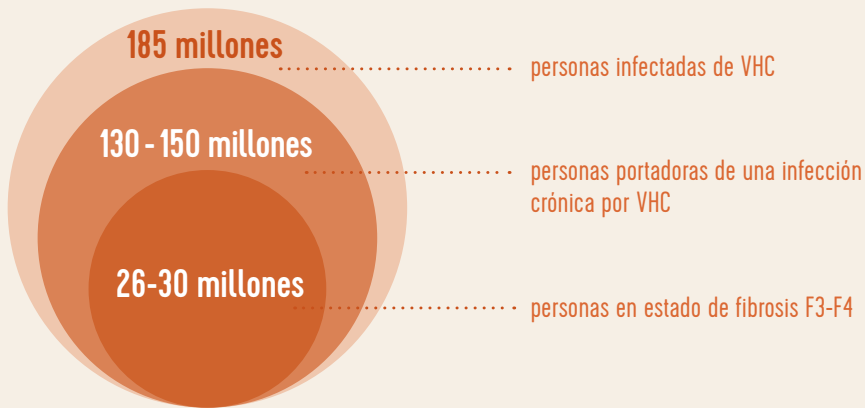 185 millones
personas infectadas de VHC
130 - 150 millones
personas portadoras de una infección
crónica por VHC
26-30 millones
personas en estado de fibrosis F3-F4